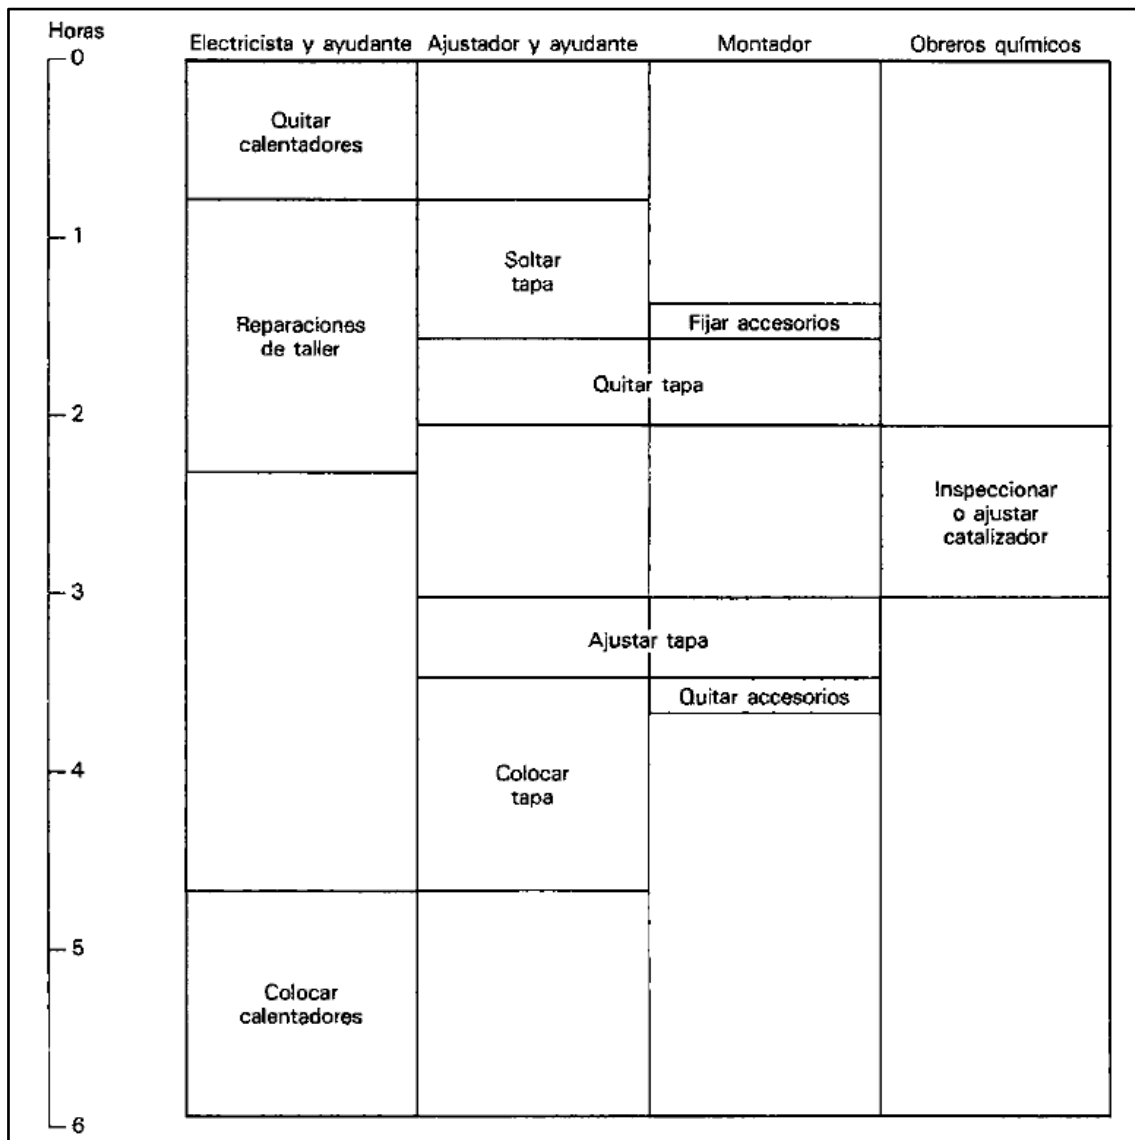 Horas
Electricista y ayudante Ajustador y ayudante Montador Obreros químicos
0
Quitar
calentadores
1
Soltar
tapa
Reparaciones
de taller
Fijar accesorios
Quitar tapa
2
Inspeccionar
o ajustar
catalizador
3
Ajustar tapa
Quitar accesorios
4
Colocar
tapa
5
Colocar
calentadores
6